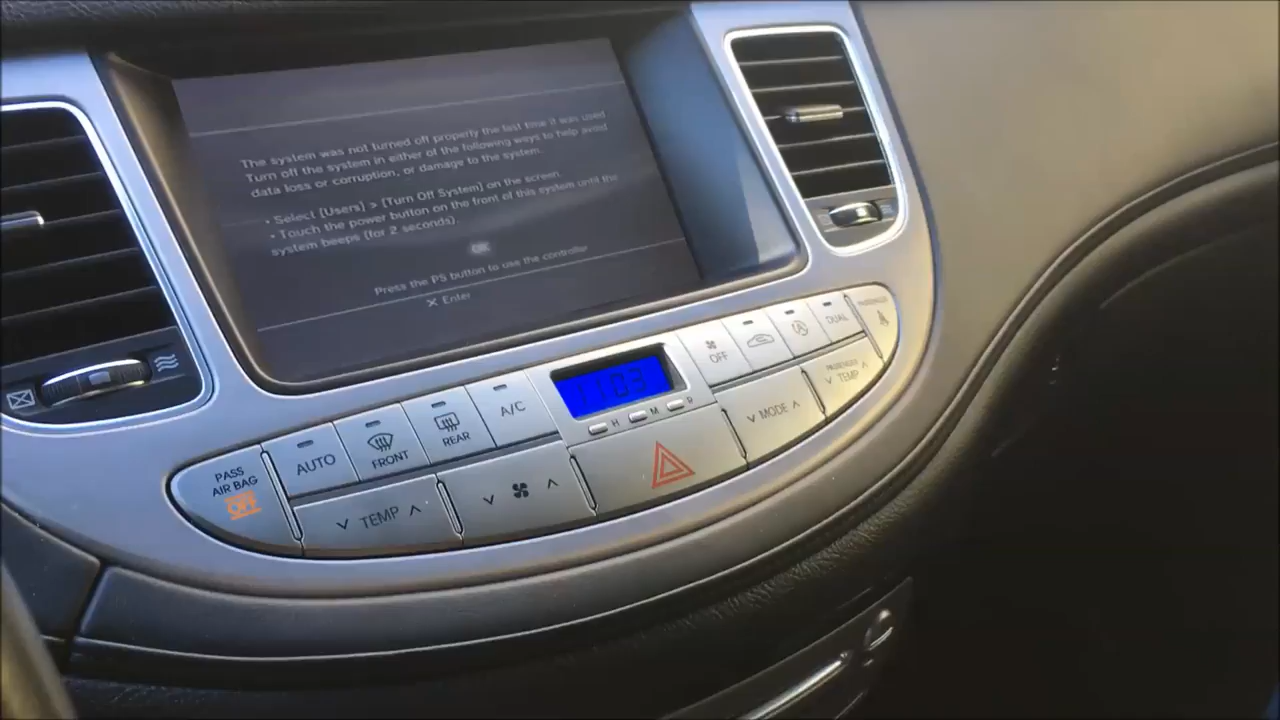 The system was not turned off properly the last time it was used
Turn off the system in either of the following ways to help avoid
data loss or corruption, or damage to the system.
• Select [Users] > [Turn Off System] on the screen.
• Touch the power button on the front of this system until the
system beeps (for 2 seconds).
OK
Press the PS button to use the controller
X Enter
PASS
AIR BAG
OFF
AUTO
FRONT
REAR
A/C
11:03
H M R
OFF
DUAL
PASSENGER
TEMP
MODE
PASSENGER
TEMP